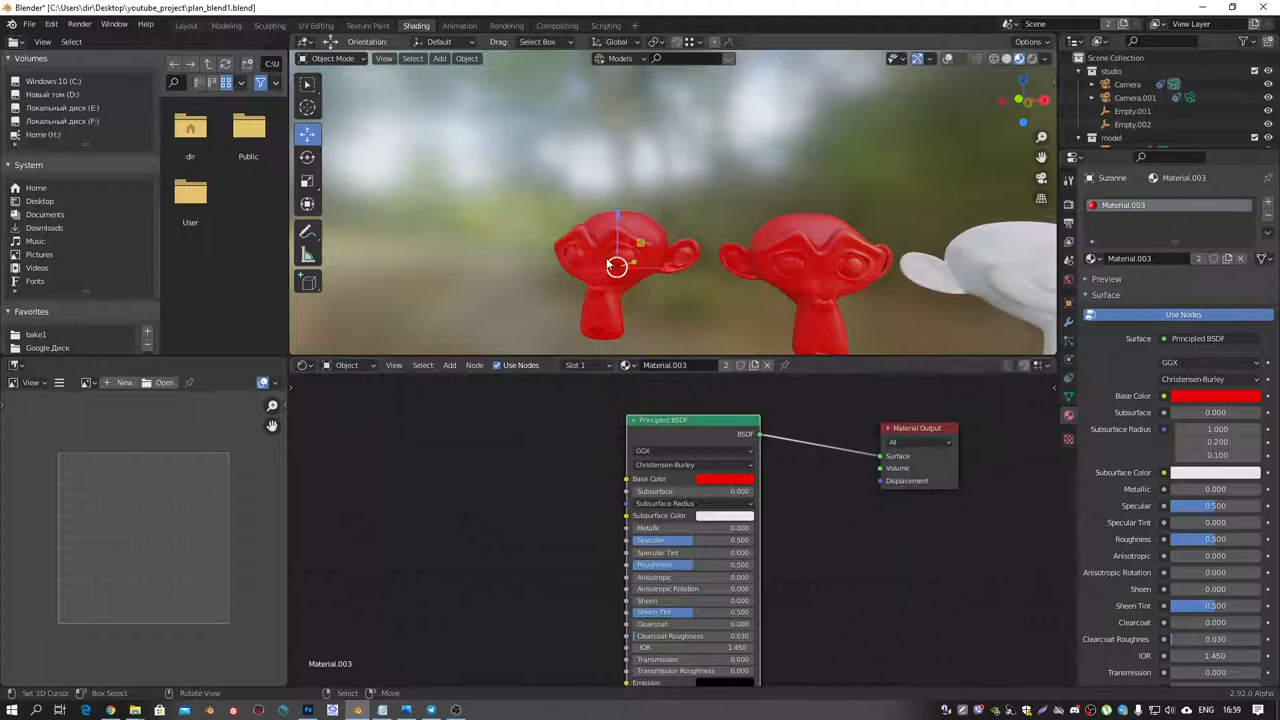 Blender* [C:\Users\dir\Desktop\youtube_project\plan_blend1.blend]
File Edit Render Window Help Layout Modeling Sculpting UV Editing Texture Paint Shading Animation Rendering Compositing Scripting
Scene 2 View Layer
View Select
Orientation: Default Drag: Select Box Global Options
Object Mode View Select Add Object Models
Volumes
Windows 10 (C:)
Новый том (D:)
Локальный диск (E:)
Локальный диск (F:)
Home (H:)
System
Home
Desktop
Documents
Downloads
Music
Pictures
Videos
Fonts
Favorites
bake1
Google Диск
C:\U
dir
Public
User
X
Scene Collection
studio
Camera
Camera.001
Empty.001
Empty.002
model
Suzanne Material.003
Material.003
Material.003 2
Preview
Surface
Use Nodes
Surface Principled BSDF
GGX
Christensen-Burley
Base Color
Subsurface 0.000
Subsurface Radius 1.000
0.200
0.100
Subsurface Color
Metallic 0.000
Specular 0.500
Specular Tint 0.000
Roughness 0.500
Anisotropic 0.000
Anisotropic Rotation 0.000
Sheen 0.000
Sheen Tint 0.500
Clearcoat 0.000
Clearcoat Roughnes 0.030
IOR 1.450
Transmission 0.000
View New Open
Object View Select Add Node Use Nodes Slot 1 Material.003 2
Principled BSDF
BSDF
GGX
Christensen-Burley
Base Color
Subsurface 0.000
Subsurface Radius
Subsurface Color
Metallic 0.000
Specular 0.500
Specular Tint 0.000
Roughness 0.500
Anisotropic 0.000
Anisotropic Rotation 0.000
Sheen 0.000
Sheen Tint 0.500
Clearcoat 0.000
Clearcoat Roughness 0.030
IOR 1.450
Transmission 0.000
Transmission Roughness 0.000
Emission
Material Output
All
Surface
Volume
Displacement
Material.003
Set 3D Cursor Box Select Rotate View Select Move 2.92.0 Alpha
ENG 16:59